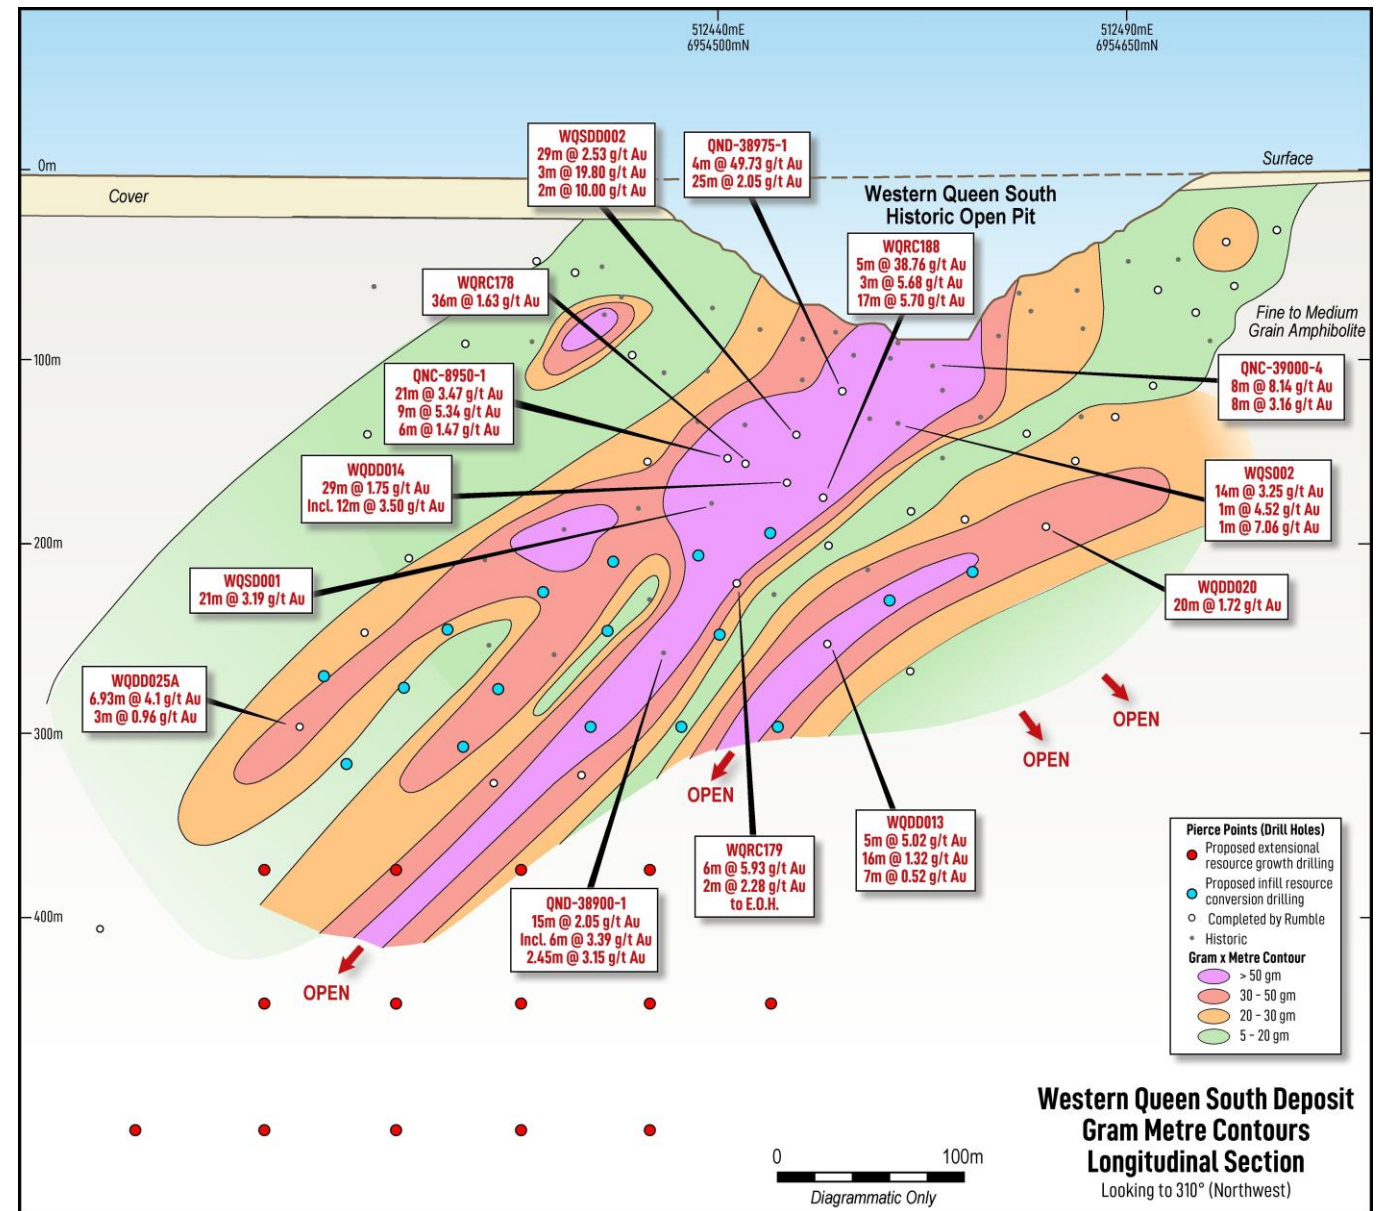 512440mE
6954500mN
512490mE
6954650mN
0m
Surface
Cover
WQSDD002
29m @ 2.53 g/t Au
3m @ 19.80 g/t Au
2m @ 10.00 g/t Au
QND-38975-1
4m @ 49.73 g/t Au
25m @ 2.05 g/t Au
Western Queen South
Historic Open Pit
WQRC188
5m @ 38.76 g/t Au
3m @ 5.68 g/t Au
17m @ 5.70 g/t Au
WQRC178
36m @ 1.63 g/t Au
Fine to Medium
Grain Amphibolite
100m
QNC-8950-1
21m @ 3.47 g/t Au
9m @ 5.34 g/t Au
6m @ 1.47 g/t Au
QNC-39000-4
8m @ 8.14 g/t Au
8m @ 3.16 g/t Au
WQDD014
29m @ 1.75 g/t Au
Incl. 12m @ 3.50 g/t Au
WQS002
14m @ 3.25 g/t Au
1m @ 4.52 g/t Au
1m @ 7.06 g/t Au
200m
WQSD001
21m @ 3.19 g/t Au
WQDD020
20m @ 1.72 g/t Au
WQDD025A
6.93m @ 4.1 g/t Au
3m @ 0.96 g/t Au
300m
OPEN
OPEN
OPEN
WQRC179
6m @ 5.93 g/t Au
2m @ 2.28 g/t Au
to E.O.H.
WQDD013
5m @ 5.02 g/t Au
16m @ 1.32 g/t Au
7m @ 0.52 g/t Au
QND-38900-1
15m @ 2.05 g/t Au
Incl. 6m @ 3.39 g/t Au
2.45m @ 3.15 g/t Au
400m
OPEN
Pierce Points (Drill Holes)
Proposed extensional
resource growth drilling
Proposed infill resource
conversion drilling
Completed by Rumble
Historic
Gram x Metre Contour
> 50 gm
30 - 50 gm
20 - 30 gm
5 - 20 gm
Western Queen South Deposit
Gram Metre Contours
Longitudinal Section
Looking to 310° (Northwest)
0 100m
Diagrammatic Only